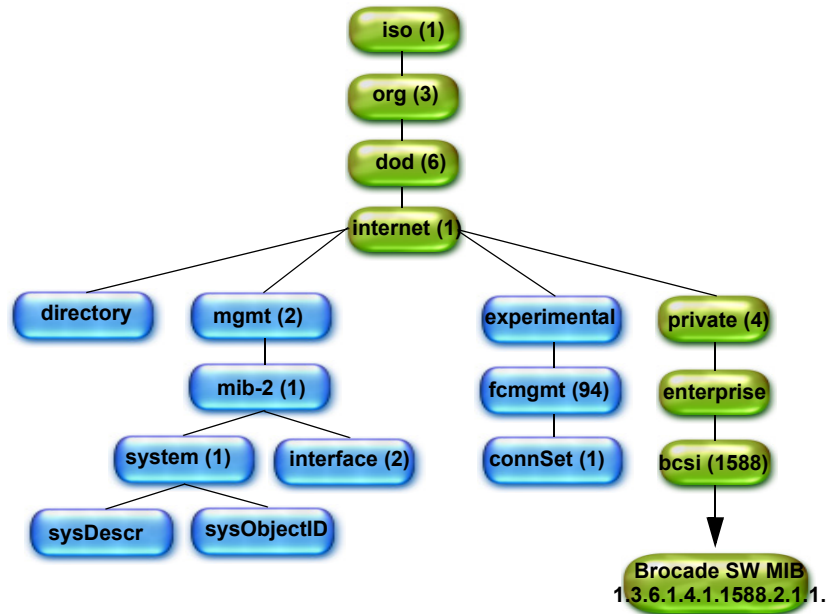 iso (1)
org (3)
dod (6)
internet (1)
directory
mgmt (2)
experimental
private (4)
mib-2 (1)
fcmgmt (94)
enterprise
system (1)
interface (2)
connSet (1)
bcsi (1588)
sysDescr
sysObjectID
Brocade SW MIB
1.3.6.1.4.1.1588.2.1.1.